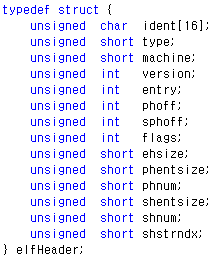 typedef struct {
unsigned char ident[16];
unsigned short type;
unsigned short machine;
unsigned int version;
unsigned int entry;
unsigned int phoff;
unsigned int sphoff;
unsigned int flags;
unsigned short ehsize;
unsigned short phentsize;
unsigned short phnum;
unsigned short shentsize;
unsigned short shnum;
unsigned short shstrndx;
} elfHeader;